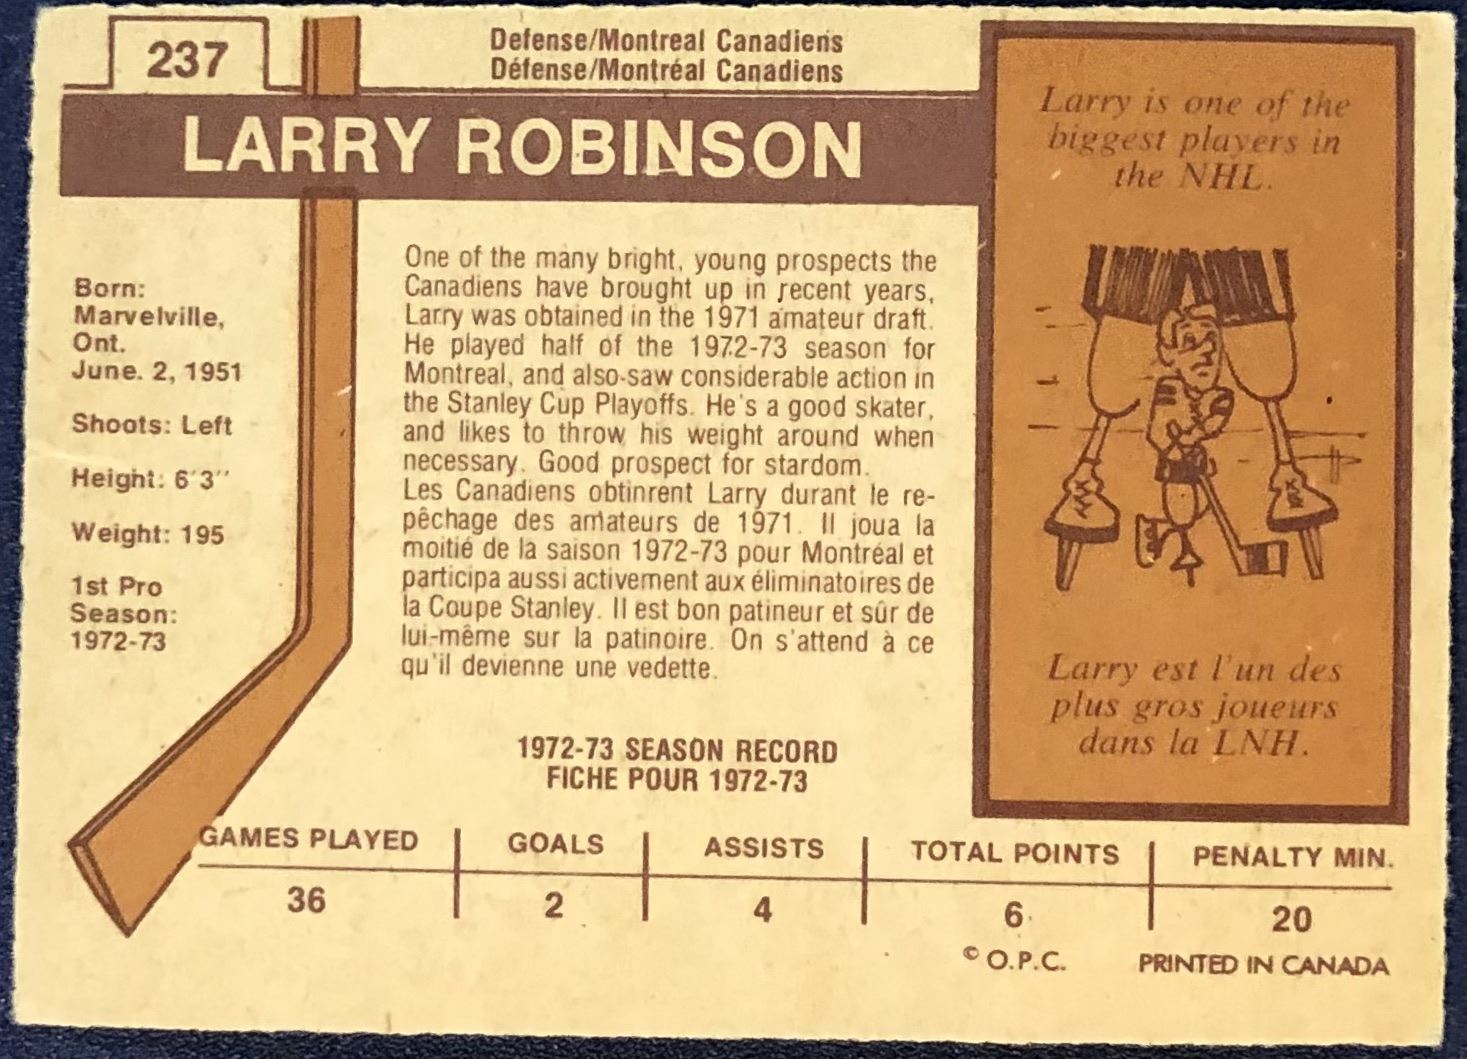 237
Defense/Montreal Canadiens
Défense/Montréal Canadiens
LARRY ROBINSON
Born:
Marvelville,
Ont.
June. 2, 1951
Shoots: Left
Height: 6'3''
Weight: 195
1st Pro
Season:
1972-73
One of the many bright, young prospects the
Canadiens have brought up in recent years,
Larry was obtained in the 1971 amateur draft.
He played half of the 1972-73 season for
Montreal, and also saw considerable action in
the Stanley Cup Playoffs. He's a good skater,
and likes to throw his weight around when
necessary. Good prospect for stardom.
Les Canadiens obtinrent Larry durant le re-
pêchage des amateurs de 1971. Il joua la
moitié de la saison 1972-73 pour Montréal et
participa aussi activement aux éliminatoires de
la Coupe Stanley. Il est bon patineur et sûr de
lui-même sur la patinoire. On s'attend à ce
qu'il devienne une vedette.
Larry is one of the
biggest players in
the NHL.
Larry est l'un des
plus gros joueurs
dans la LNH.
1972-73 SEASON RECORD
FICHE POUR 1972-73
GAMES PLAYED GOALS ASSISTS TOTAL POINTS PENALTY MIN.
36 2 4 6 20
© O.P.C. PRINTED IN CANADA